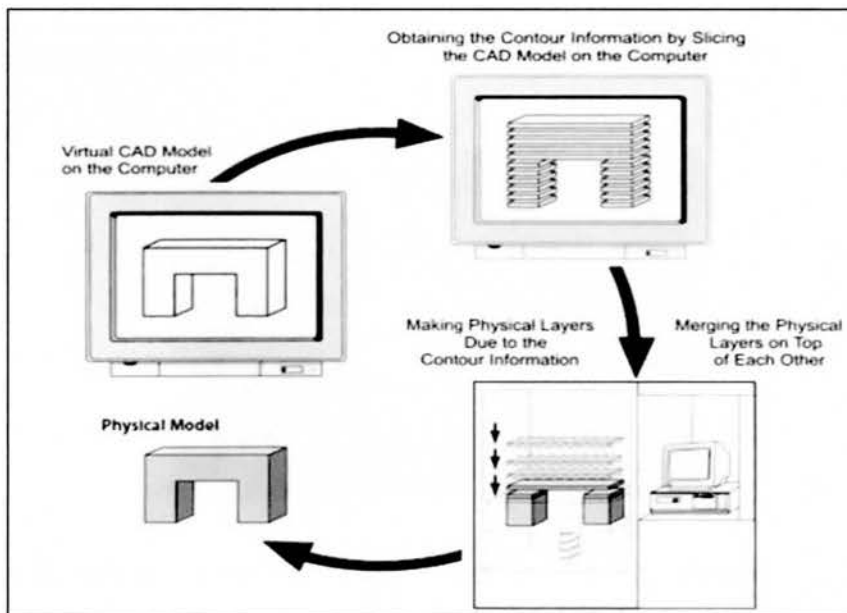 Obtaining the Contour Information by Slicing
the CAD Model on the Computer
Virtual CAD Model
on the Computer
Making Physical Layers
Due to the
Contour Information
Merging the Physical
Layers on Top
of Each Other
Physical Model